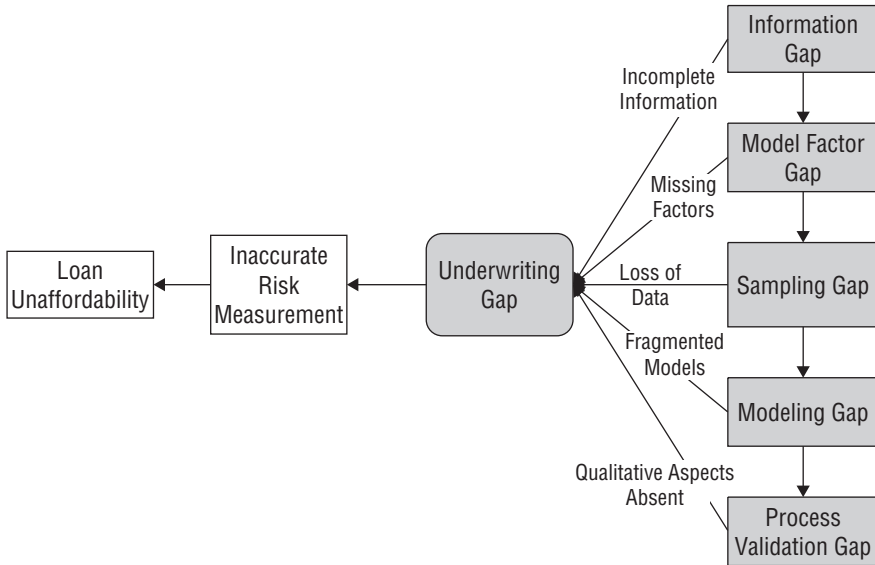 Information
Gap
Incomplete
Information
Model Factor
Gap
Missing
Factors
Loan
Unaffordability
Inaccurate
Risk
Measurement
Underwriting
Gap
Loss of
Data
Sampling Gap
Fragmented
Models
Modeling Gap
Qualitative Aspects
Absent
Process
Validation Gap